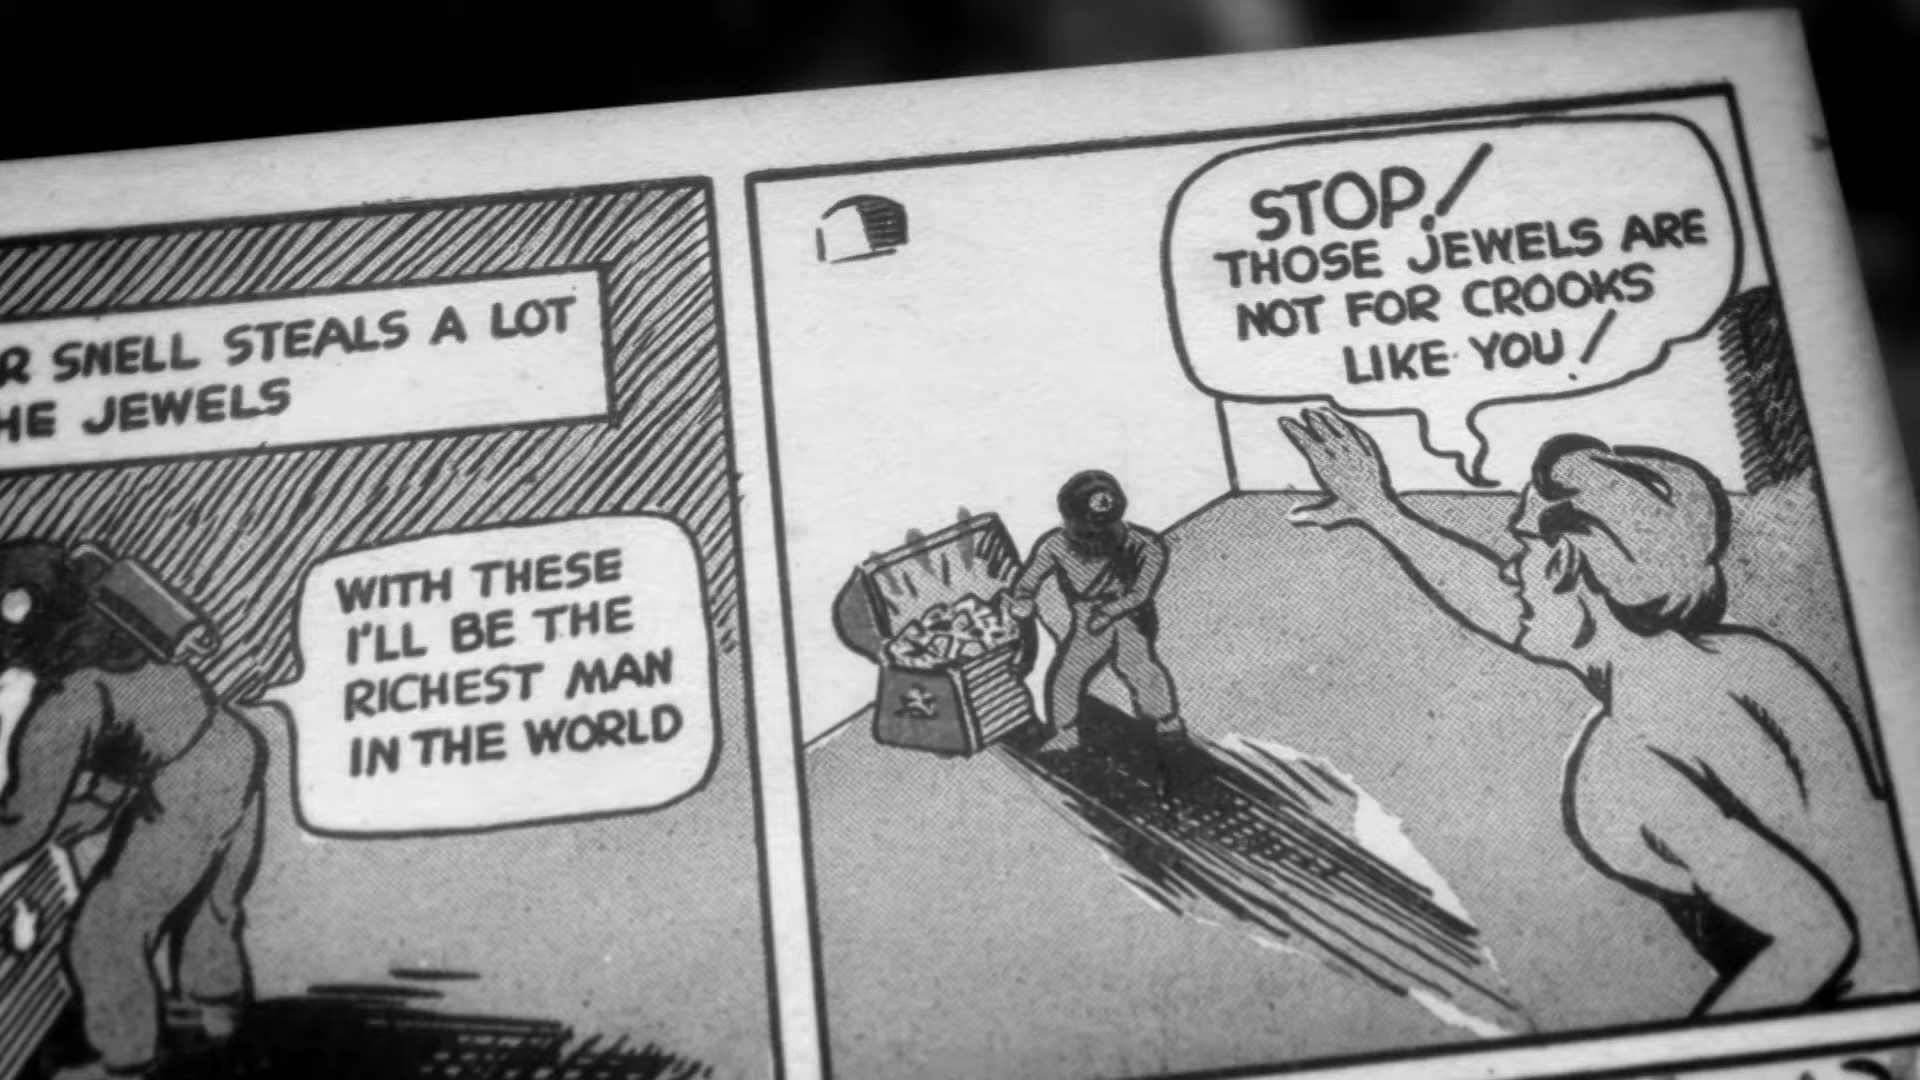 R SNELL STEALS A LOT
HE JEWELS
WITH THESE
I'LL BE THE
RICHEST MAN
IN THE WORLD
STOP!
THOSE JEWELS ARE
NOT FOR CROOKS
LIKE YOU!